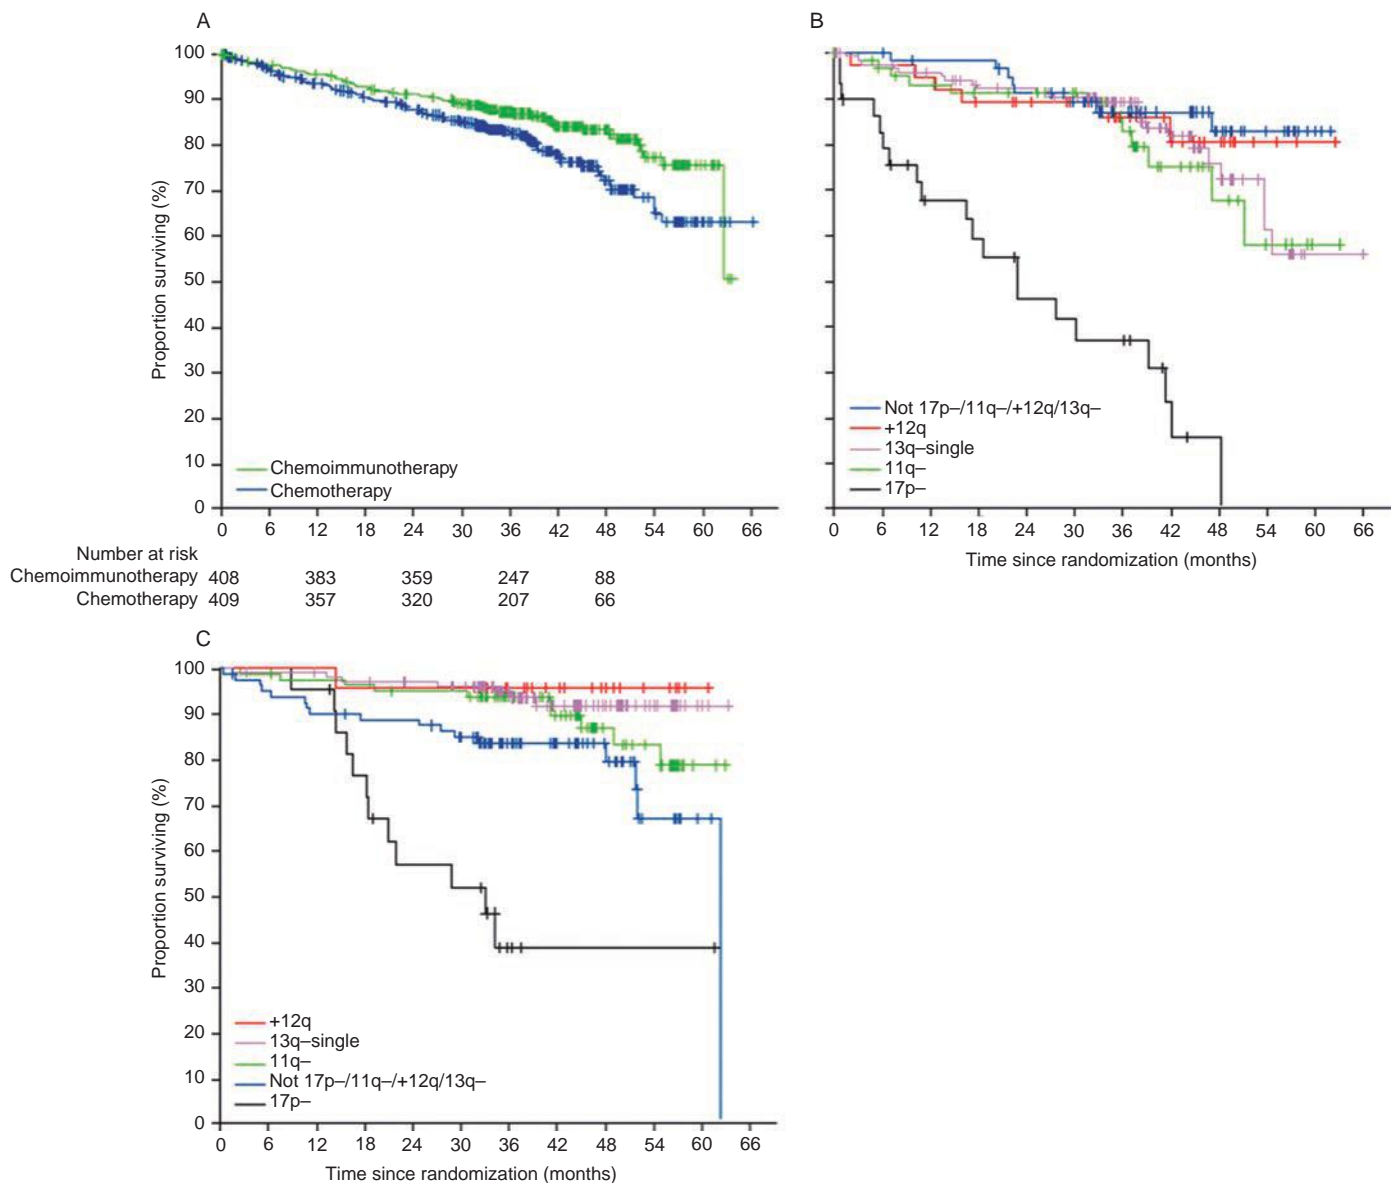 A
100
90
80
70
60
50
40
30
20
10
0
Proportion surviving (%)
Chemoimmunotherapy
Chemotherapy
0 6 12 18 24 30 36 42 48 54 60 66
Number at risk
Chemoimmunotherapy 408 383 359 247 88
Chemotherapy 409 357 320 207 66
B
Not 17p–/11q–/+12q/13q–
+12q
13q–single
11q–
17p–
0 6 12 18 24 30 36 42 48 54 60 66
Time since randomization (months)
C
100
90
80
70
60
50
40
30
20
10
0
Proportion surviving (%)
+12q
13q–single
11q–
Not 17p–/11q–/+12q/13q–
17p–
0 6 12 18 24 30 36 42 48 54 60 66
Time since randomization (months)